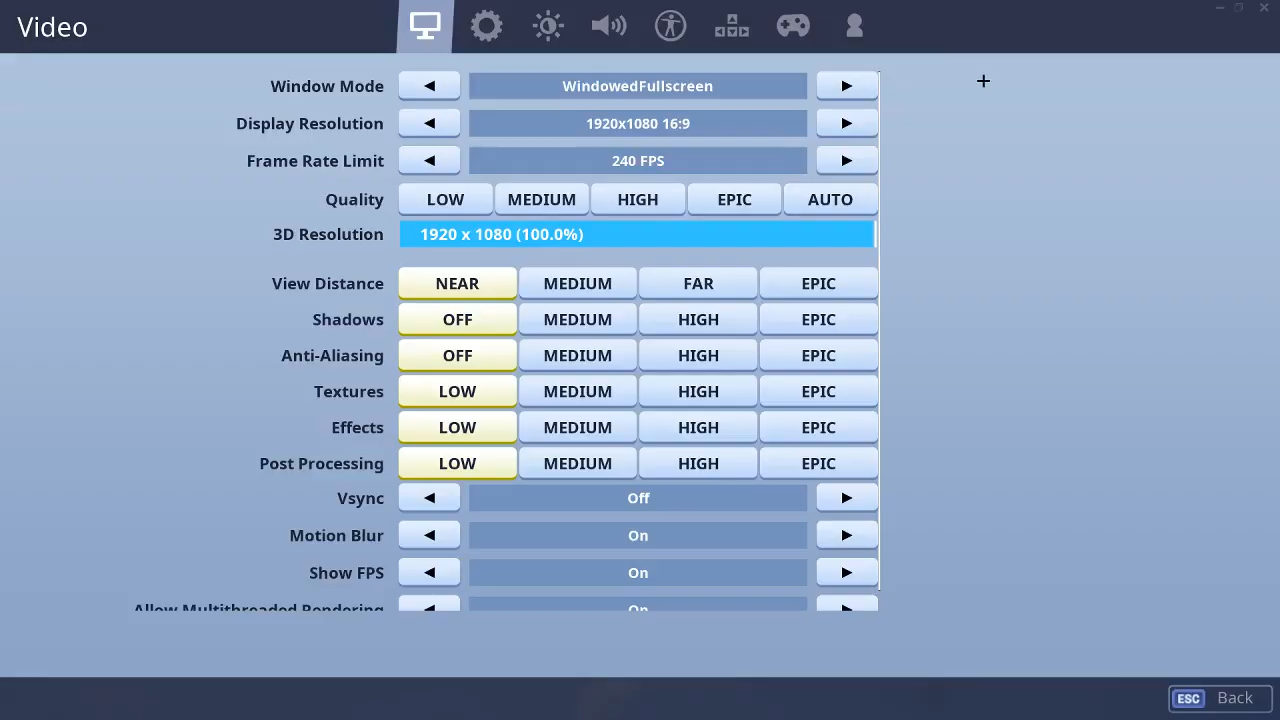 Video
Window Mode WindowedFullscreen
Display Resolution 1920x1080 16:9
Frame Rate Limit 240 FPS
Quality LOW MEDIUM HIGH EPIC AUTO
3D Resolution 1920 x 1080 (100.0%)
View Distance NEAR MEDIUM FAR EPIC
Shadows OFF MEDIUM HIGH EPIC
Anti-Aliasing OFF MEDIUM HIGH EPIC
Textures LOW MEDIUM HIGH EPIC
Effects LOW MEDIUM HIGH EPIC
Post Processing LOW MEDIUM HIGH EPIC
Vsync Off
Motion Blur On
Show FPS On
Allow Multithreaded Rendering On
ESC Back